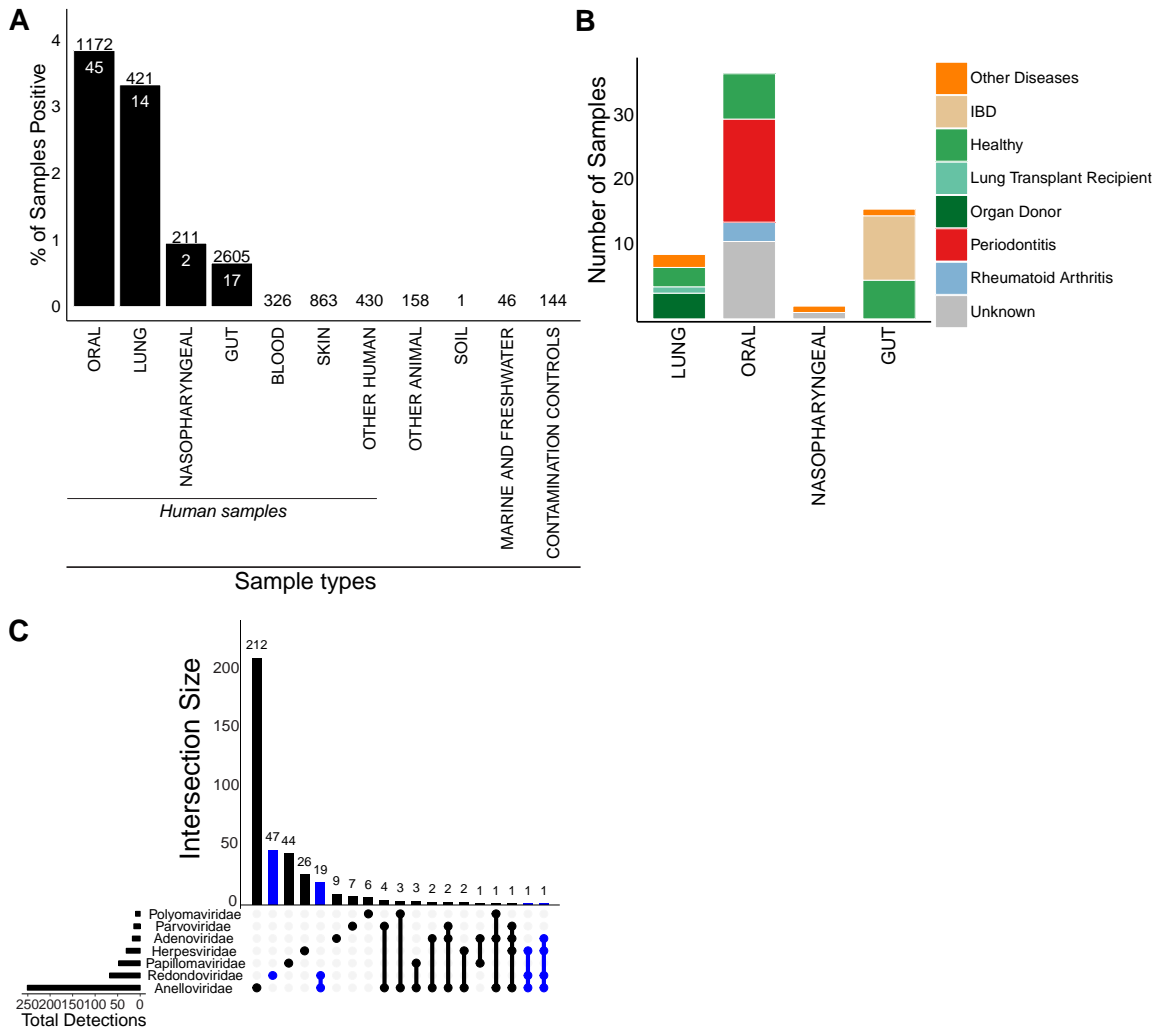 A
% of Samples Positive
4
3
2
1
0
1172
45
421
14
211
2
2605
17
326
863
430
158
1
46
144
ORAL
LUNG
NASOPHARYNGEAL
GUT
BLOOD
SKIN
OTHER HUMAN
OTHER ANIMAL
SOIL
MARINE AND FRESHWATER
CONTAMINATION CONTROLS
Human samples
Sample types
B
Number of Samples
30
20
10
LUNG
ORAL
NASOPHARYNGEAL
GUT
Other Diseases
IBD
Healthy
Lung Transplant Recipient
Organ Donor
Periodontitis
Rheumatoid Arthritis
Unknown
C
Intersection Size
200
150
100
50
0
212
47
44
26
19
9
7
6
4
3
3
2
2
2
1
1
1
1
1
Polyomaviridae
Parvoviridae
Adenoviridae
Herpesviridae
Papillomaviridae
Redondoviridae
Anelloviridae
250 200 150 100 50 0
Total Detections